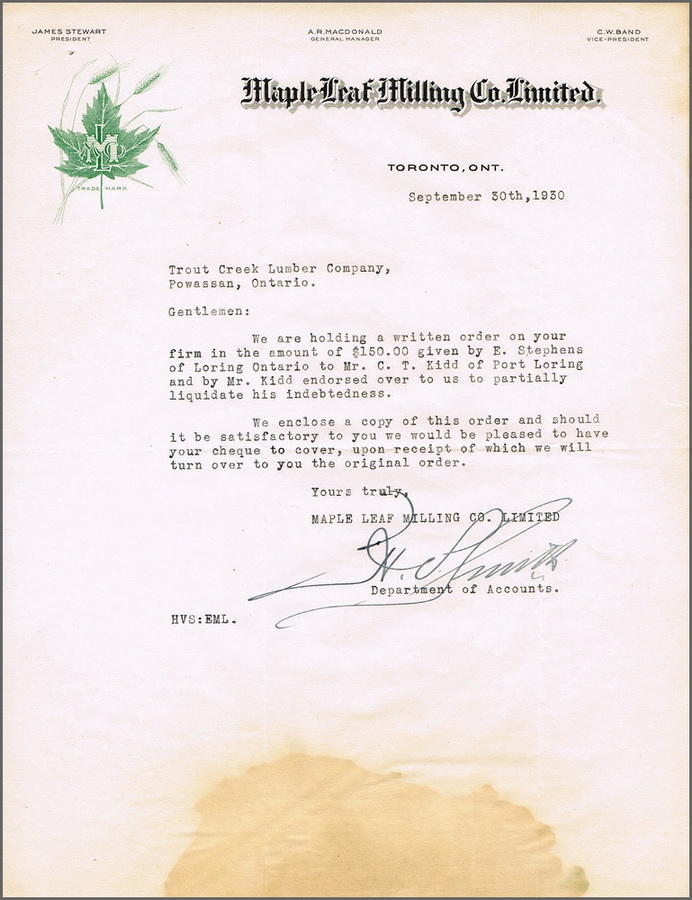 JAMES STEWART
PRESIDENT
A.R. MACDONALD
GENERAL MANAGER
C.W. BAND
VICE-PRESIDENT
Maple Leaf Milling Co. Limited.
MLM
TRADE MARK
TORONTO, ONT.
September 30th,1930
Trout Creek Lumber Company,
Powassan, Ontario.
Gentlemen:
We are holding a written order on your
firm in the amount of $150.00 given by E. Stephens
of Loring Ontario to Mr. C. T. Kidd of Port Loring
and by Mr. Kidd endorsed over to us to partially
liquidate his indebtedness.
We enclose a copy of this order and should
it be satisfactory to you we would be pleased to have
your cheque to cover, upon receipt of which we will
turn over to you the original order.
Yours truly,
MAPLE LEAF MILLING CO. LIMITED
Department of Accounts.
HVS:EML.